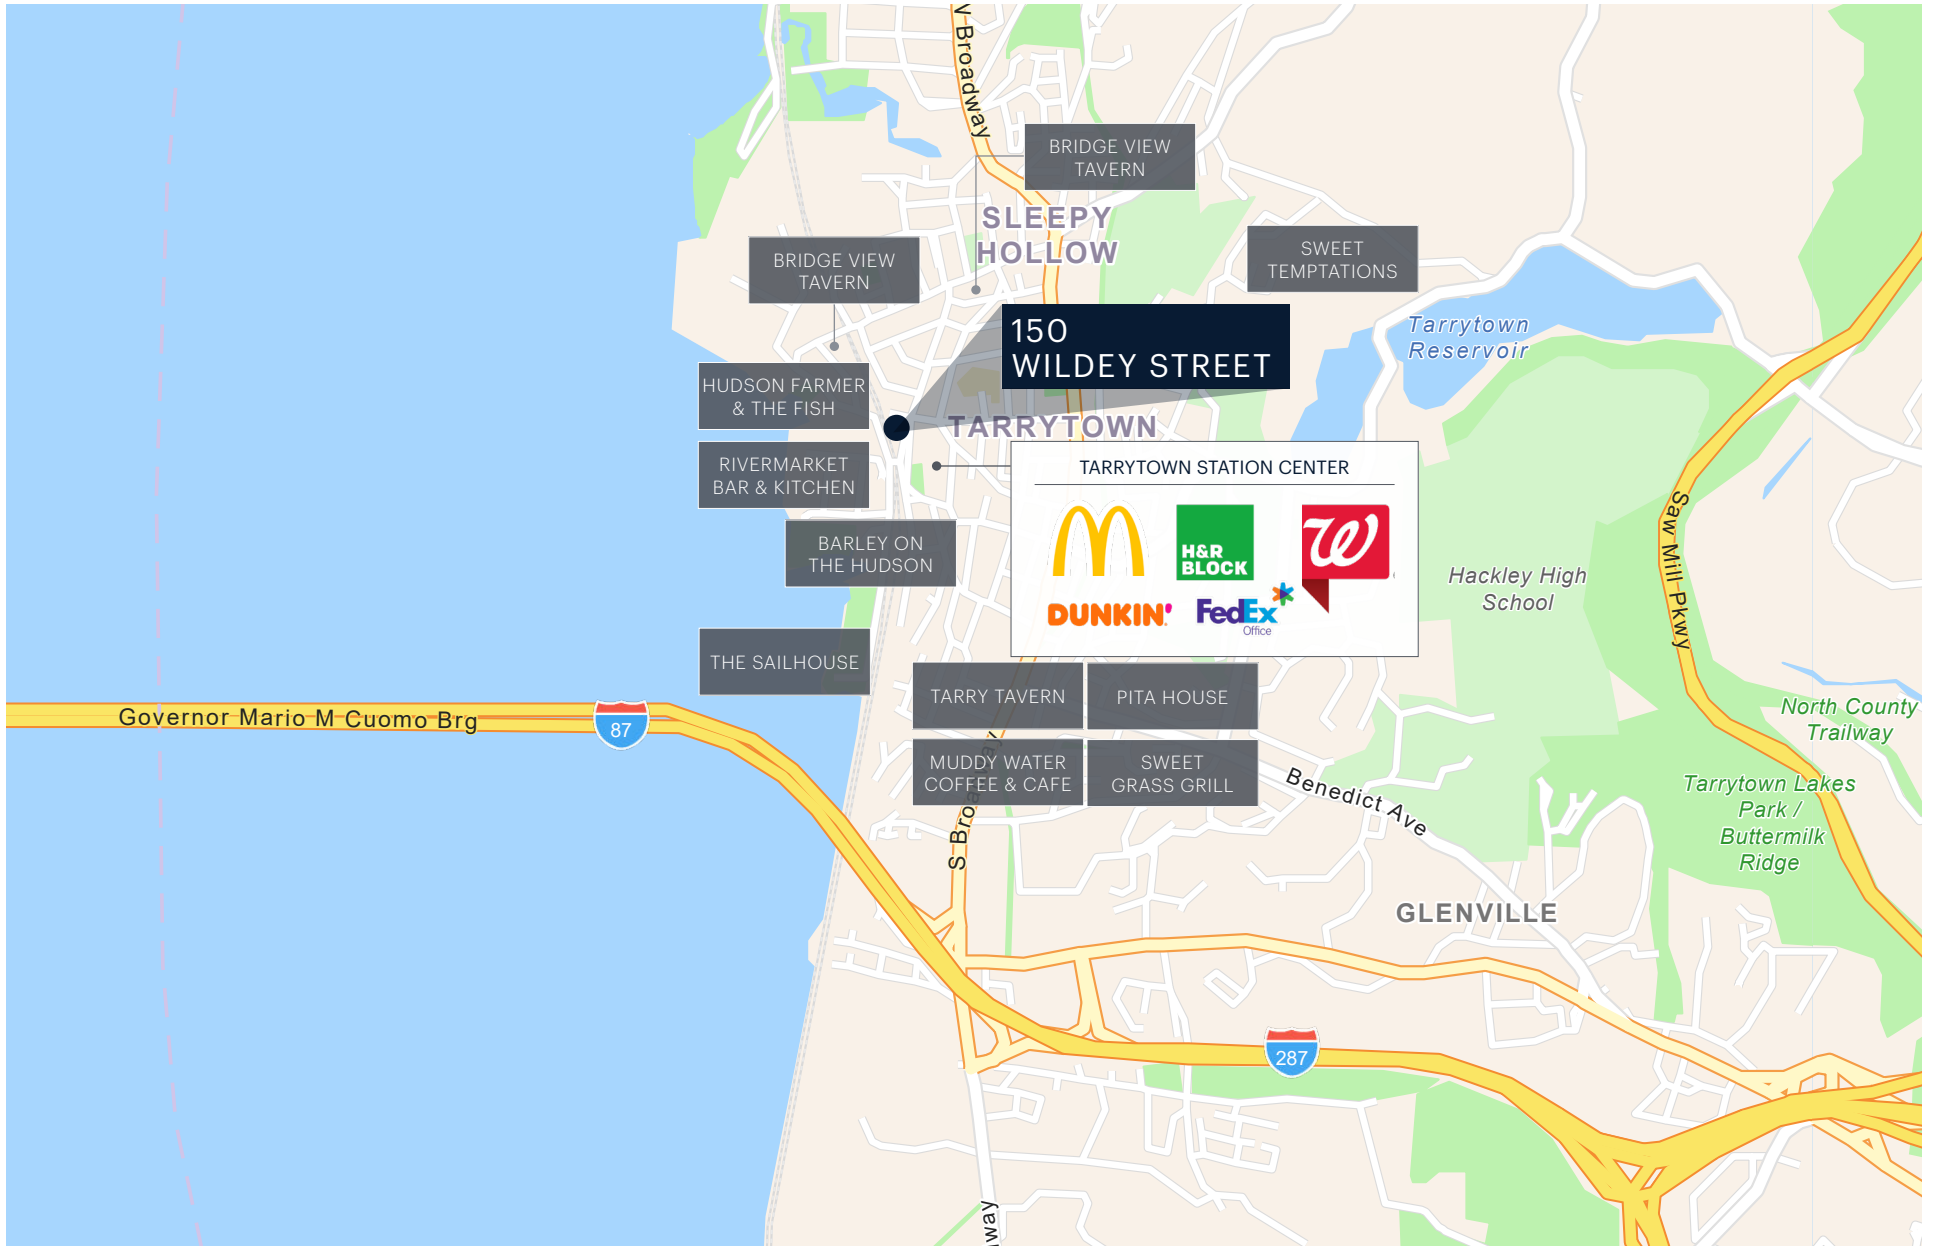 N Broadway
BRIDGE VIEW
TAVERN
SLEEPY
HOLLOW
BRIDGE VIEW
TAVERN
SWEET
TEMPTATIONS
150
WILDEY STREET
Tarrytown
Reservoir
HUDSON FARMER
& THE FISH
TARRYTOWN
RIVERMARKET
BAR & KITCHEN
TARRYTOWN STATION CENTER
H&R
BLOCK
DUNKIN'
FedEx
Office
BARLEY ON
THE HUDSON
Hackley High
School
Saw Mill Pkwy
THE SAILHOUSE
TARRY TAVERN
PITA HOUSE
Governor Mario M Cuomo Brg
87
MUDDY WATER
COFFEE & CAFE
SWEET
GRASS GRILL
North County
Trailway
Benedict Ave
Tarrytown Lakes
Park /
Buttermilk
Ridge
S Broadway
GLENVILLE
287
way